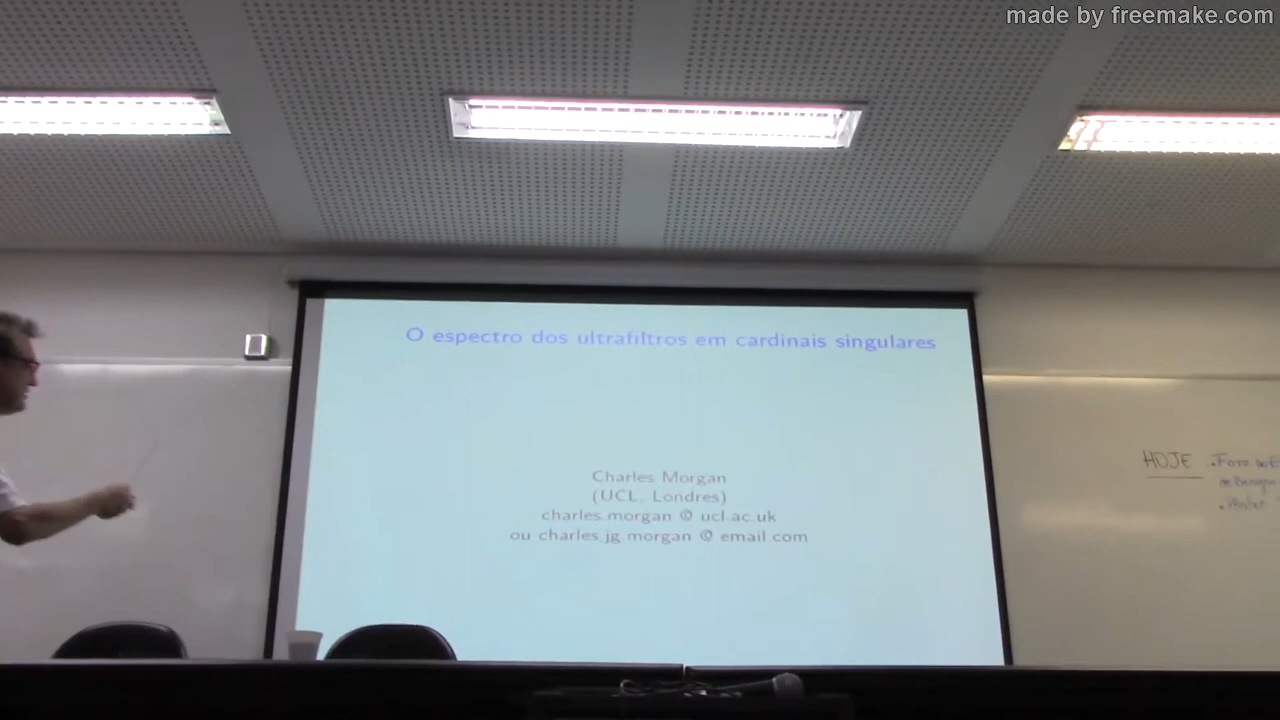 made by freemake.com
O espectro dos ultrafiltros em cardinais singulares
Charles Morgan
(UCL, Londres)
charles.morgan @ ucl.ac.uk
ou charles.jg.morgan @ email.com
HOJE